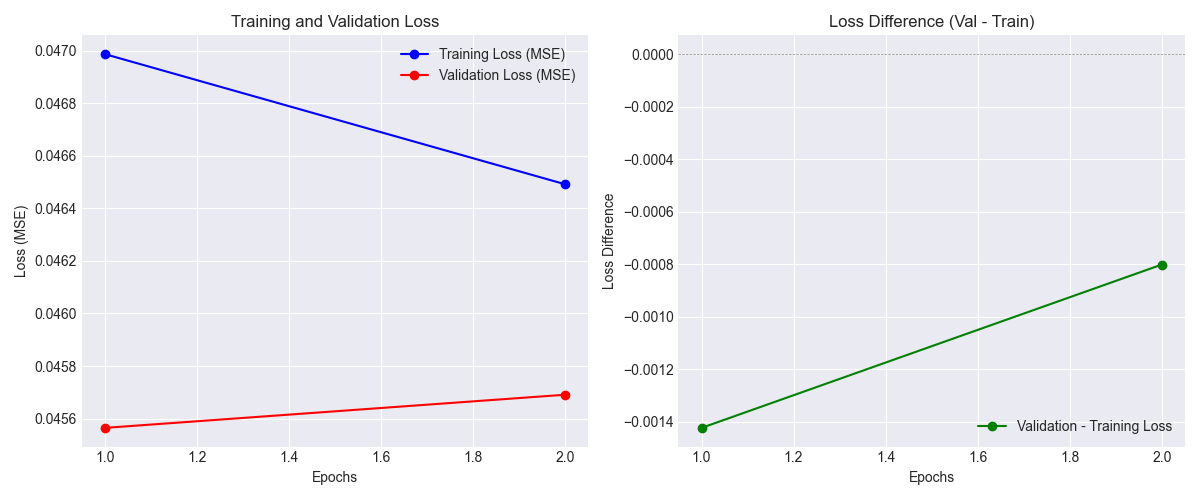 Training and Validation Loss
Training Loss (MSE)
Validation Loss (MSE)
Loss (MSE)
0.0470
0.0468
0.0466
0.0464
0.0462
0.0460
0.0458
0.0456
1.0 1.2 1.4 1.6 1.8 2.0
Epochs
Loss Difference (Val - Train)
Loss Difference
0.0000
−0.0002
−0.0004
−0.0006
−0.0008
−0.0010
−0.0012
−0.0014
Validation - Training Loss
1.0 1.2 1.4 1.6 1.8 2.0
Epochs